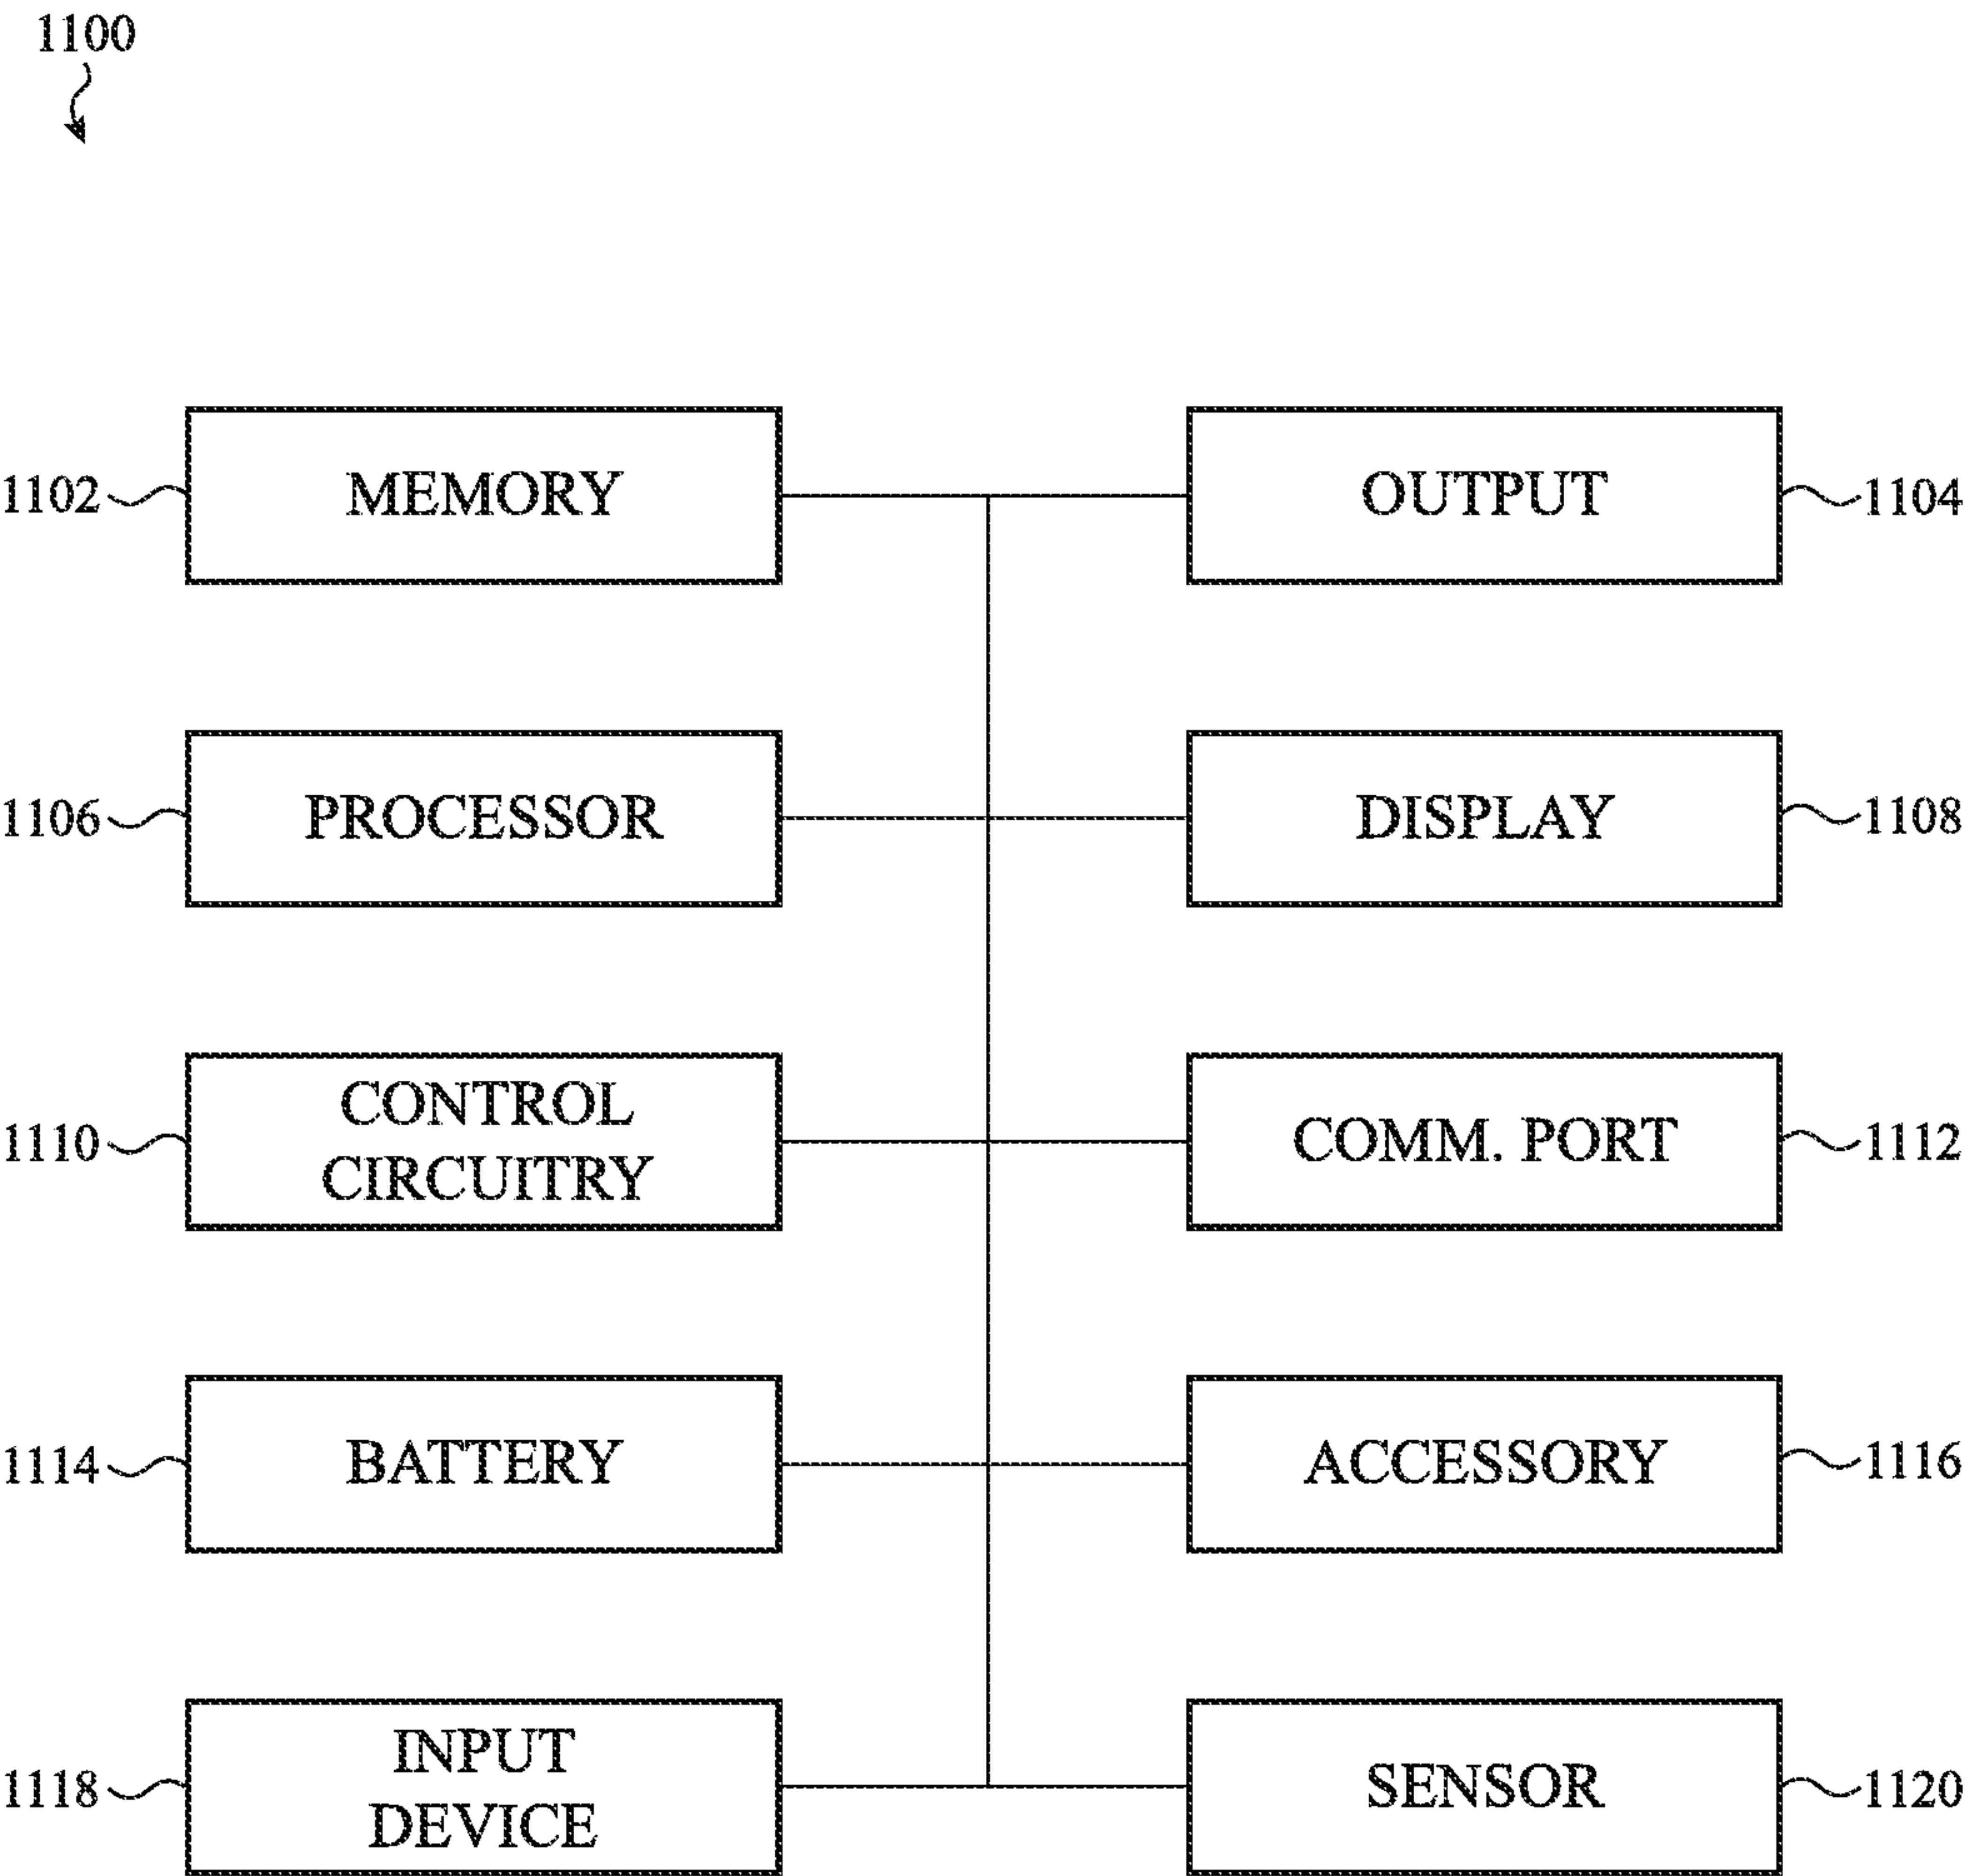 1100
1102 MEMORY OUTPUT 1104
1106 PROCESSOR DISPLAY 1108
1110 CONTROL
CIRCUITRY COMM. PORT 1112
1114 BATTERY ACCESSORY 1116
1118 INPUT
DEVICE SENSOR 1120